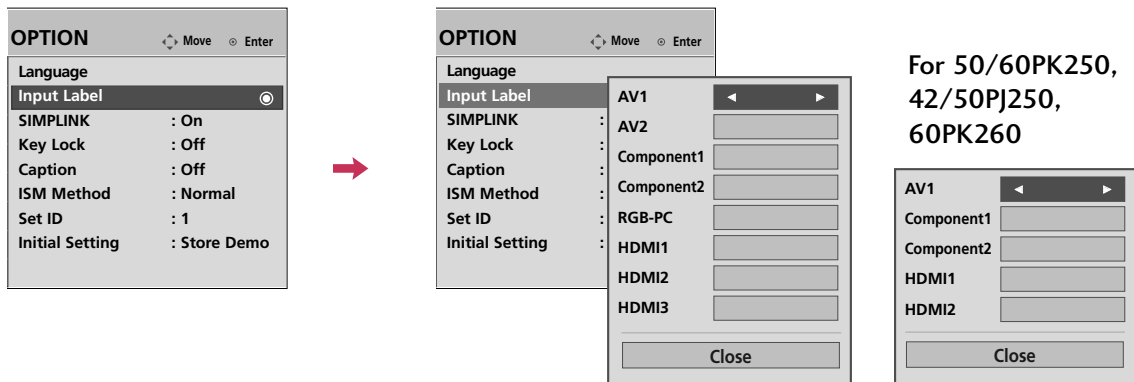 OPTION Move Enter
Language
Input Label
SIMPLINK : On
Key Lock : Off
Caption : Off
ISM Method : Normal
Set ID : 1
Initial Setting : Store Demo
OPTION Move Enter
Language
Input Label
SIMPLINK :
Key Lock :
Caption :
ISM Method :
Set ID :
Initial Setting :
AV1
AV2
Component1
Component2
RGB-PC
HDMI1
HDMI2
HDMI3
Close
For 50/60PK250,
42/50PJ250,
60PK260
AV1
Component1
Component2
HDMI1
HDMI2
Close